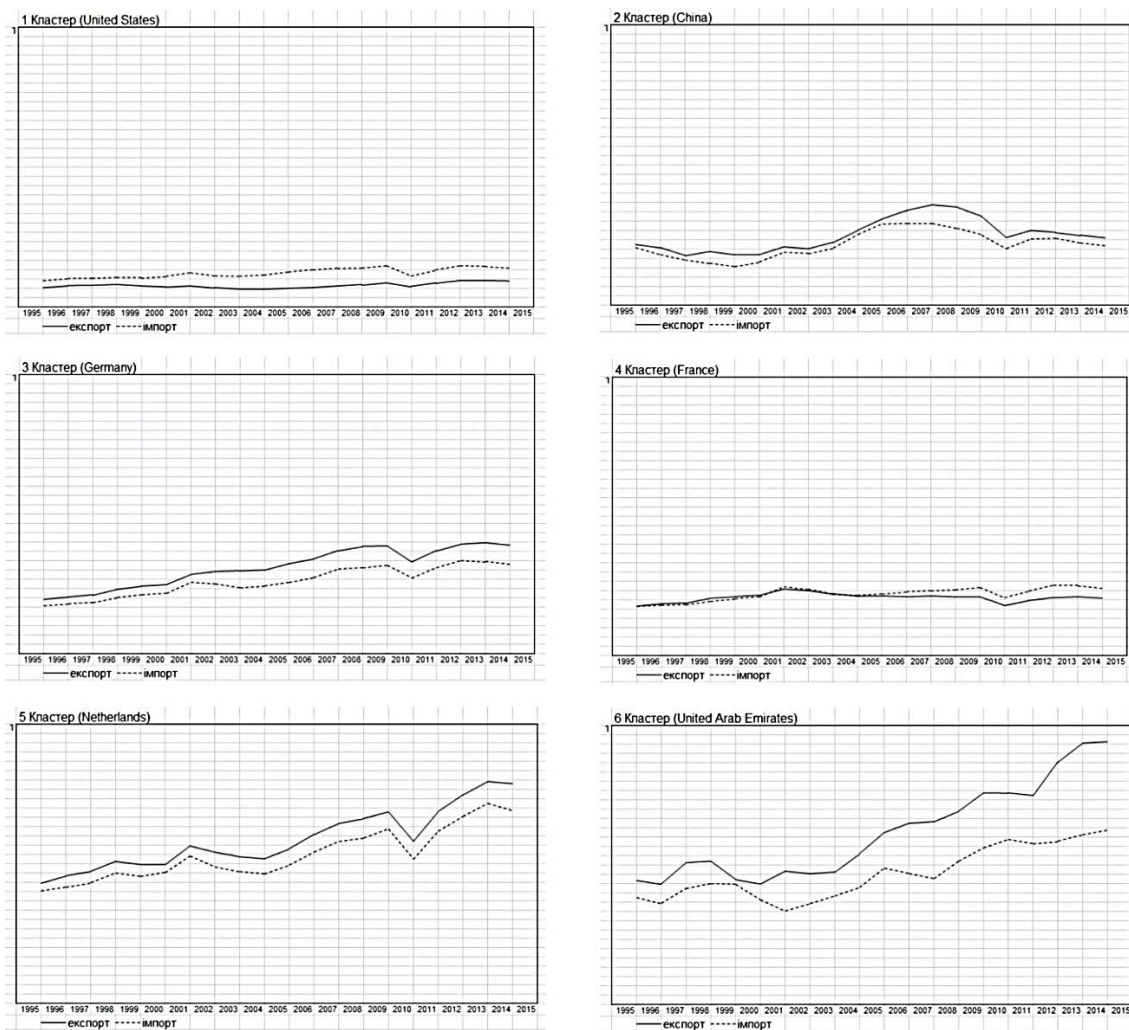 1 Кластер (United States)
1
1995 1996 1997 1998 1999 2000 2001 2002 2003 2004 2005 2006 2007 2008 2009 2010 2011 2012 2013 2014 2015
експорт імпорт
2 Кластер (China)
1
1995 1996 1997 1998 1999 2000 2001 2002 2003 2004 2005 2006 2007 2008 2009 2010 2011 2012 2013 2014 2015
експорт імпорт
3 Кластер (Germany)
1
1995 1996 1997 1998 1999 2000 2001 2002 2003 2004 2005 2006 2007 2008 2009 2010 2011 2012 2013 2014 2015
експорт імпорт
4 Кластер (France)
1
1995 1996 1997 1998 1999 2000 2001 2002 2003 2004 2005 2006 2007 2008 2009 2010 2011 2012 2013 2014 2015
експорт імпорт
5 Кластер (Netherlands)
1
1995 1996 1997 1998 1999 2000 2001 2002 2003 2004 2005 2006 2007 2008 2009 2010 2011 2012 2013 2014 2015
експорт імпорт
6 Кластер (United Arab Emirates)
1
1995 1996 1997 1998 1999 2000 2001 2002 2003 2004 2005 2006 2007 2008 2009 2010 2011 2012 2013 2014 2015
експорт імпорт